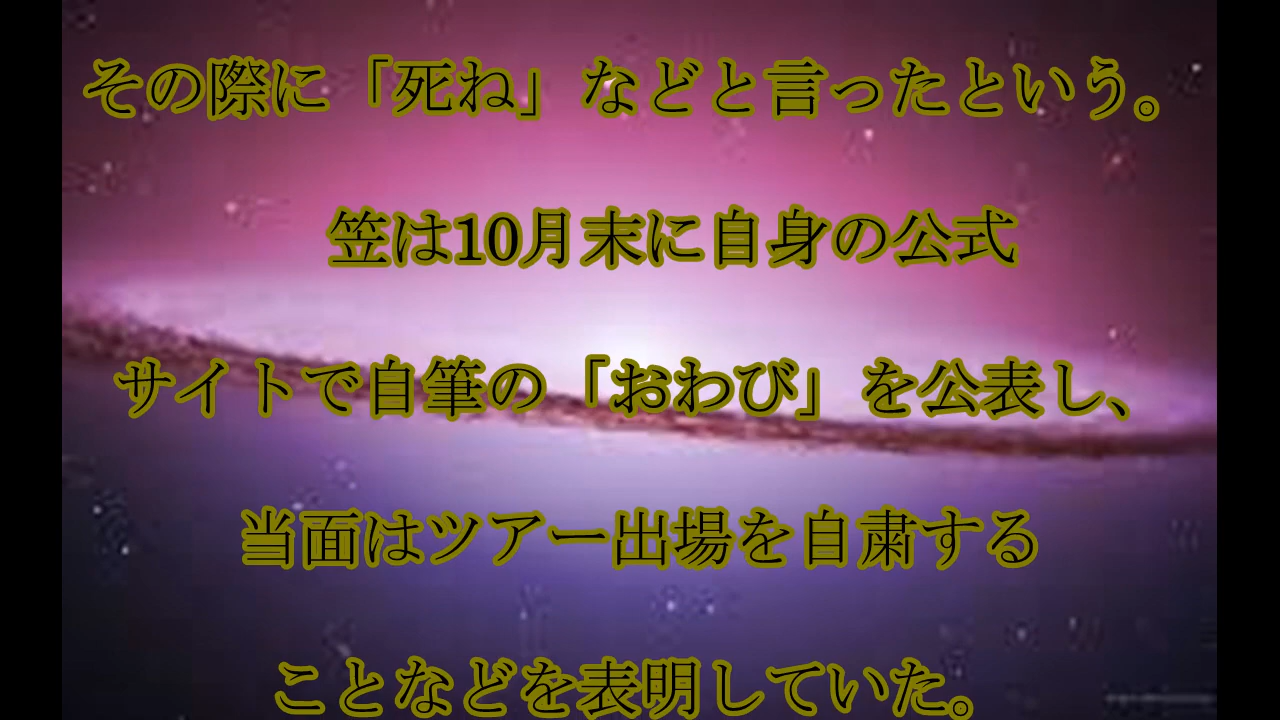 その際に「死ね」などと言ったという。
笠は10月末に自身の公式
サイトで自筆の「おわび」を公表し、
当面はツアー出場を自粛する
ことなどを表明していた。